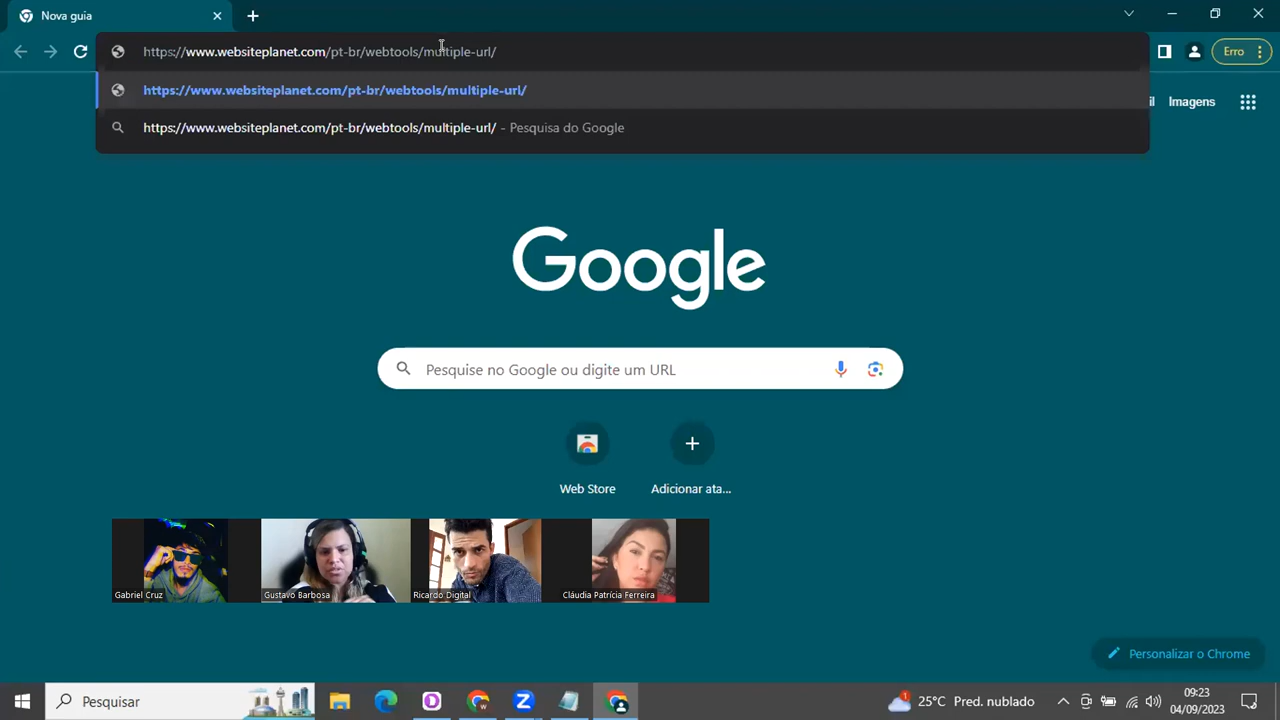 Nova guia
https://www.websiteplanet.com/pt-br/webtools/multiple-url/
Erro
https://www.websiteplanet.com/pt-br/webtools/multiple-url/
https://www.websiteplanet.com/pt-br/webtools/multiple-url/ - Pesquisa do Google
il Imagens
Google
Pesquise no Google ou digite um URL
Web Store
Adicionar ata...
Gabriel Cruz
Gustavo Barbosa
Ricardo Digital
Cláudia Patrícia Ferreira
Personalizar o Chrome
Pesquisar
1
25°C Pred. nublado
09:23
04/09/2023